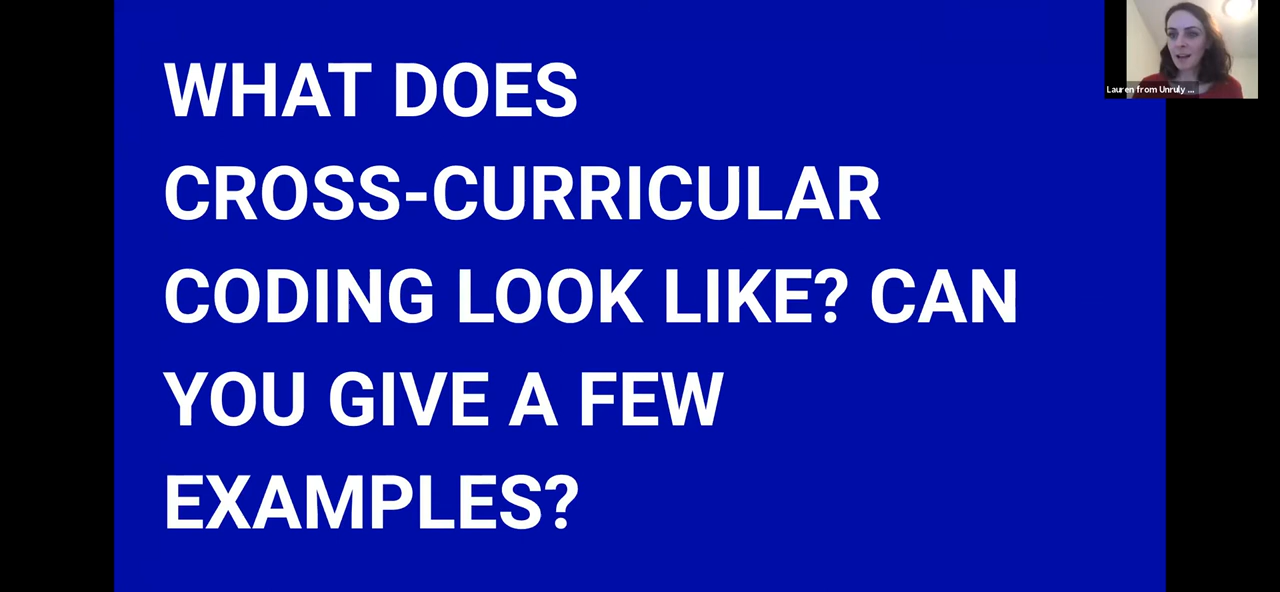 WHAT DOES
CROSS-CURRICULAR
CODING LOOK LIKE? CAN
YOU GIVE A FEW
EXAMPLES?
Lauren from Unruly ...